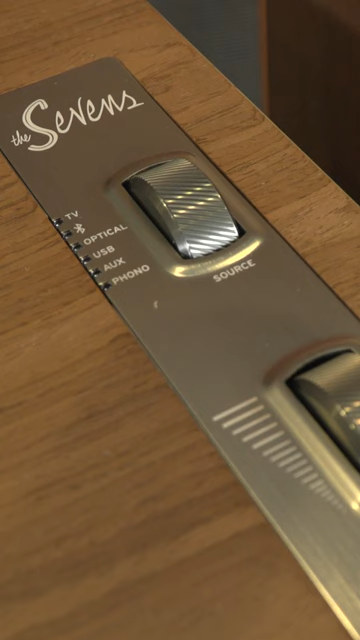 the Sevens
TV
OPTICAL
USB
AUX
PHONO
SOURCE